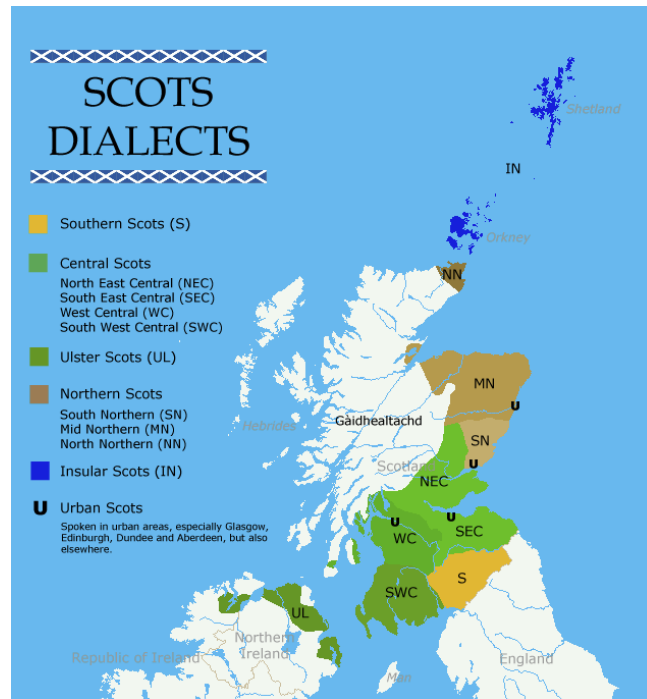 SCOTS
DIALECTS
Southern Scots (S)
Central Scots
North East Central (NEC)
South East Central (SEC)
West Central (WC)
South West Central (SWC)
Ulster Scots (UL)
Northern Scots
South Northern (SN)
Mid Northern (MN)
North Northern (NN)
Insular Scots (IN)
U Urban Scots
Spoken in urban areas, especially Glasgow,
Edinburgh, Dundee and Aberdeen, but also
elsewhere.
Shetland
IN
Orkney
NN
MN
U
Hebrides
Gàidhealtachd
SN
Scotland
U
NEC
U
U
WC
SEC
S
SWC
UL
Northern
Ireland
Republic of Ireland
Man
England